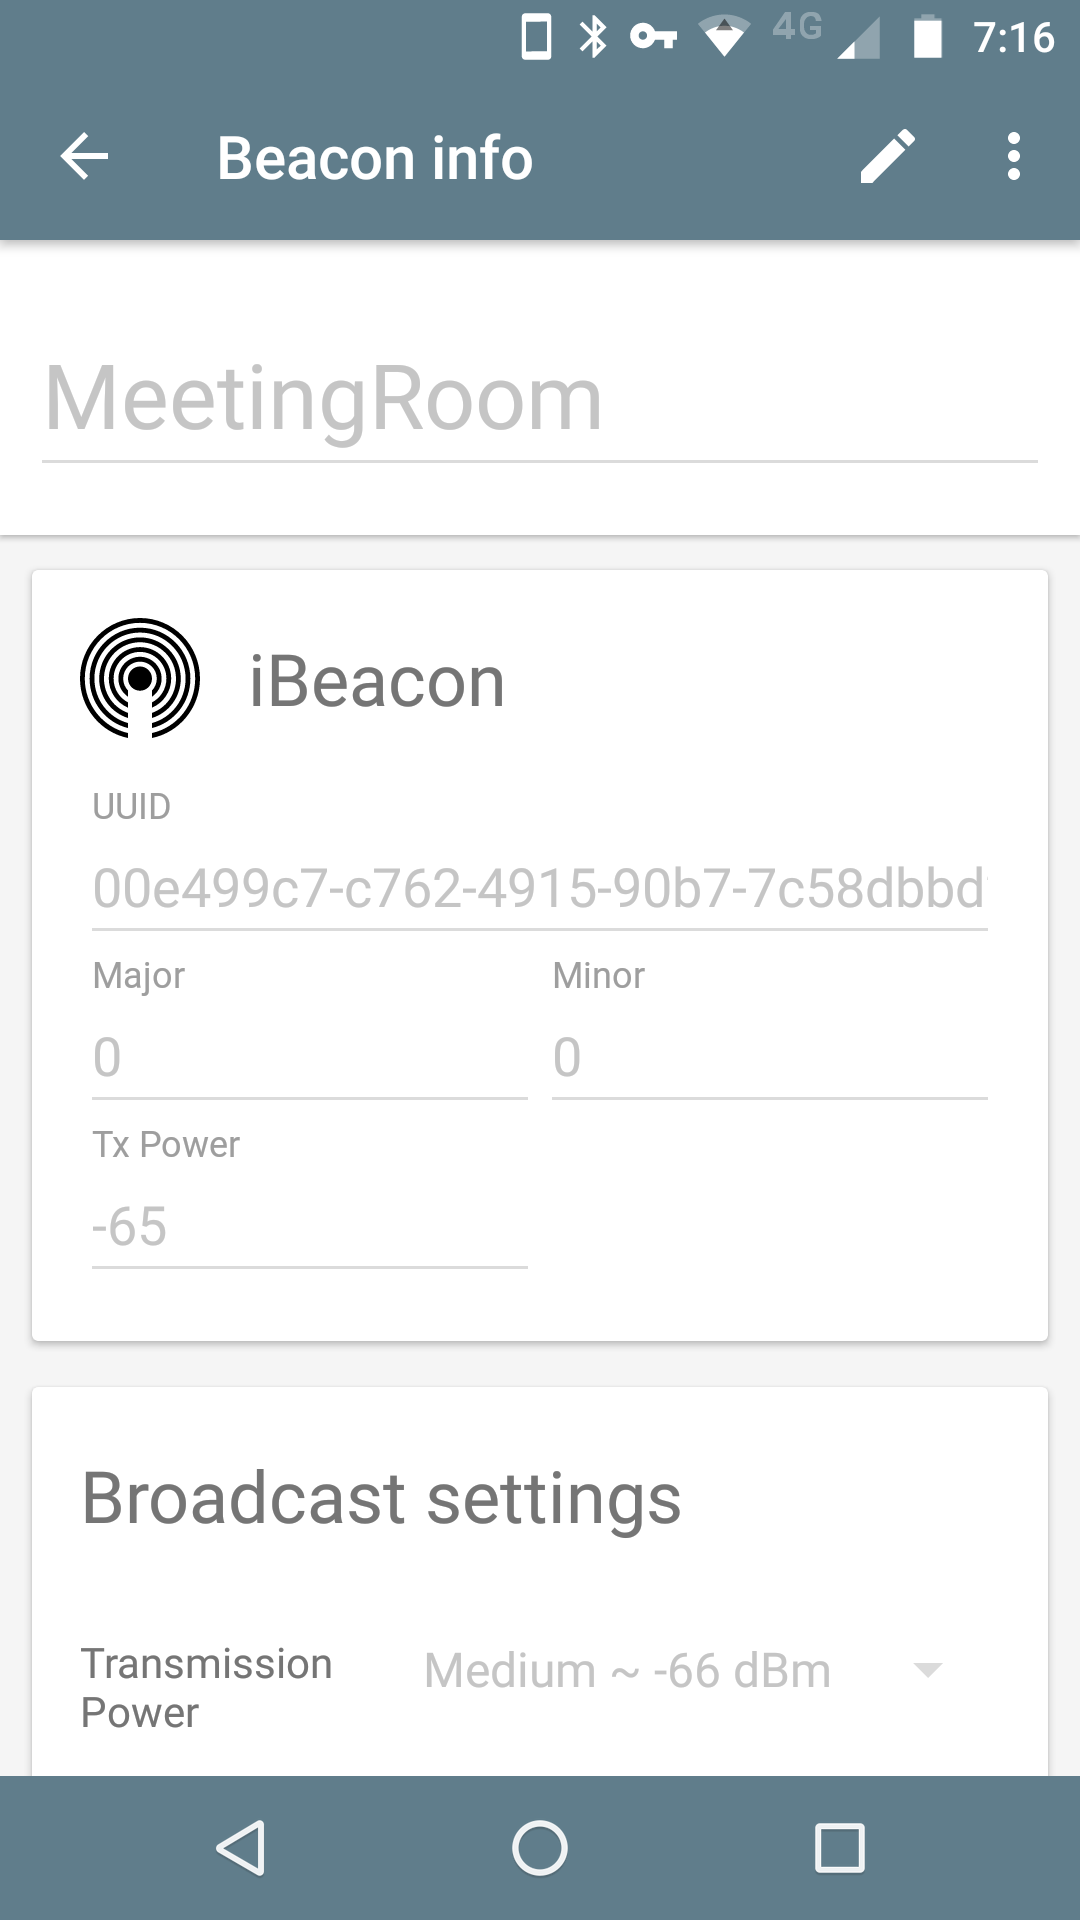 4G 7:16
Beacon info
MeetingRoom
iBeacon
UUID
00e499c7-c762-4915-90b7-7c58dbbd
Major Minor
0 0
Tx Power
-65
Broadcast settings
Transmission Medium ~ -66 dBm
Power